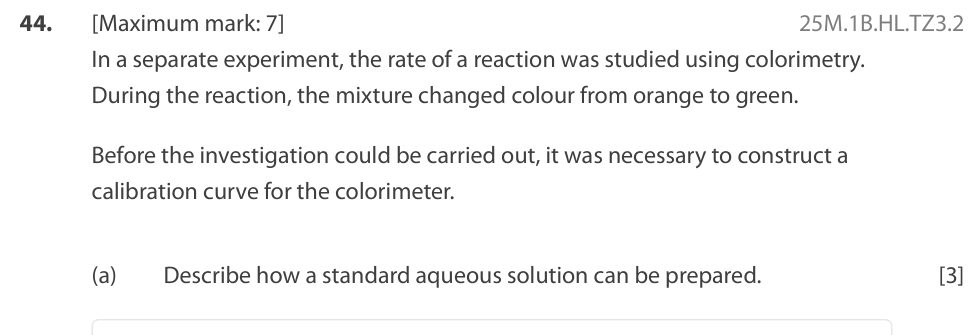 44. [Maximum mark: 7] 25M.1B.HL.TZ3.2
In a separate experiment, the rate of a reaction was studied using colorimetry.
During the reaction, the mixture changed colour from orange to green.
Before the investigation could be carried out, it was necessary to construct a
calibration curve for the colorimeter.
(a) Describe how a standard aqueous solution can be prepared. [3]